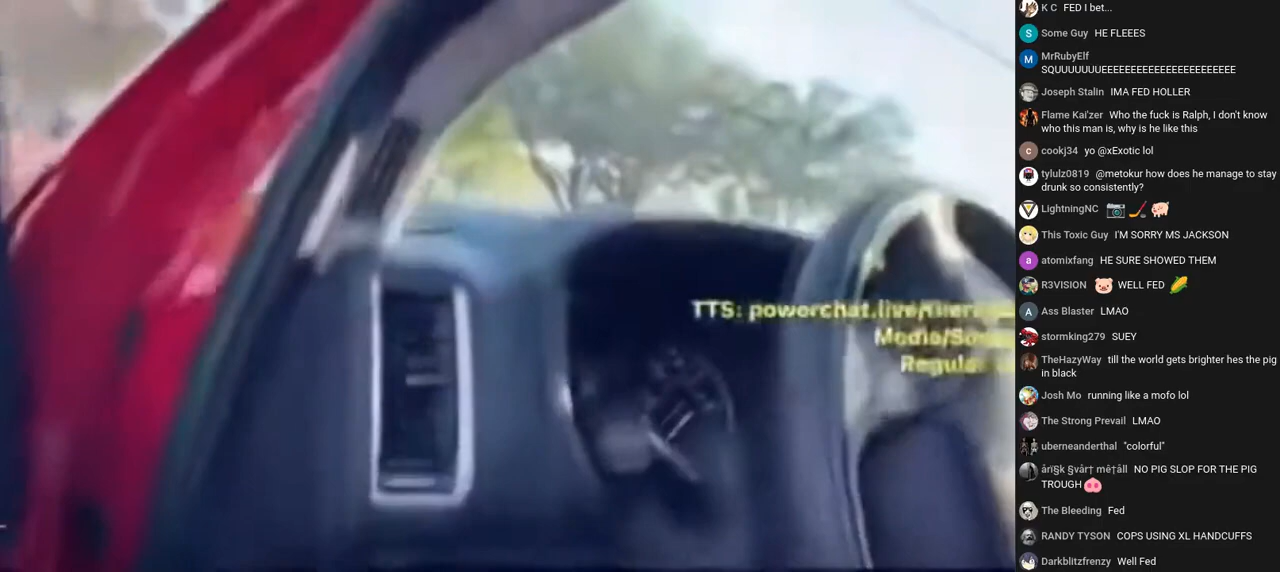 TTS: powerchat.live/
K C FED I bet...
Some Guy HE FLEEES
MrRubyElf
SQUUUUUUUEEEEEEEEEEEEEEEEEEEEEEE
Joseph Stalin IMA FED HOLLER
Flame Kai'zer Who the fuck is Ralph, I don't know
who this man is, why is he like this
cookj34 yo @xExotic lol
tylulz0819 @metokur how does he manage to stay
drunk so consistently?
LightningNC 📷🏒🐖
This Toxic Guy I'M SORRY MS JACKSON
atomixfang HE SURE SHOWED THEM
R3VISION 🐷 WELL FED 🌽
Ass Blaster LMAO
stormking279 SUEY
TheHazyWay till the world gets brighter hes the pig
in black
Josh Mo running like a mofo lol
The Strong Prevail LMAO
uberneanderthal "colorful"
NO PIG SLOP FOR THE PIG
TROUGH 🐽
The Bleeding Fed
RANDY TYSON COPS USING XL HANDCUFFS
Darkblitzfrenzy Well Fed